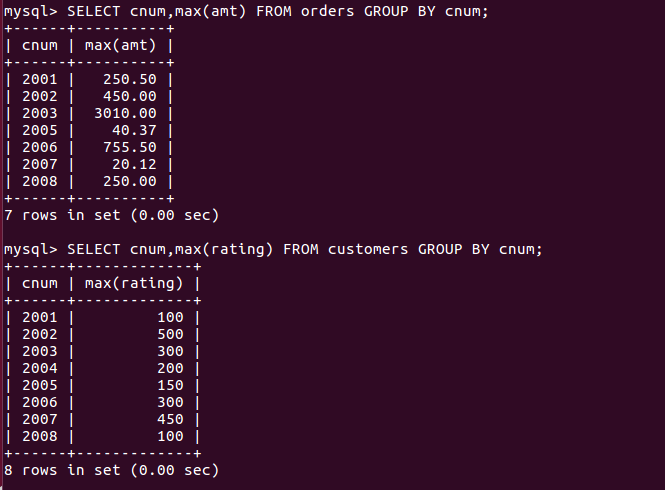 mysql> SELECT cnum,max(amt) FROM orders GROUP BY cnum;
+------+----------+
| cnum | max(amt) |
+------+----------+
| 2001 |   250.50 |
| 2002 |   450.00 |
| 2003 |  3010.00 |
| 2005 |    40.37 |
| 2006 |   755.50 |
| 2007 |    20.12 |
| 2008 |   250.00 |
+------+----------+
7 rows in set (0.00 sec)

mysql> SELECT cnum,max(rating) FROM customers GROUP BY cnum;
+------+-------------+
| cnum | max(rating) |
+------+-------------+
| 2001 |         100 |
| 2002 |         500 |
| 2003 |         300 |
| 2004 |         200 |
| 2005 |         150 |
| 2006 |         300 |
| 2007 |         450 |
| 2008 |         100 |
+------+-------------+
8 rows in set (0.00 sec)